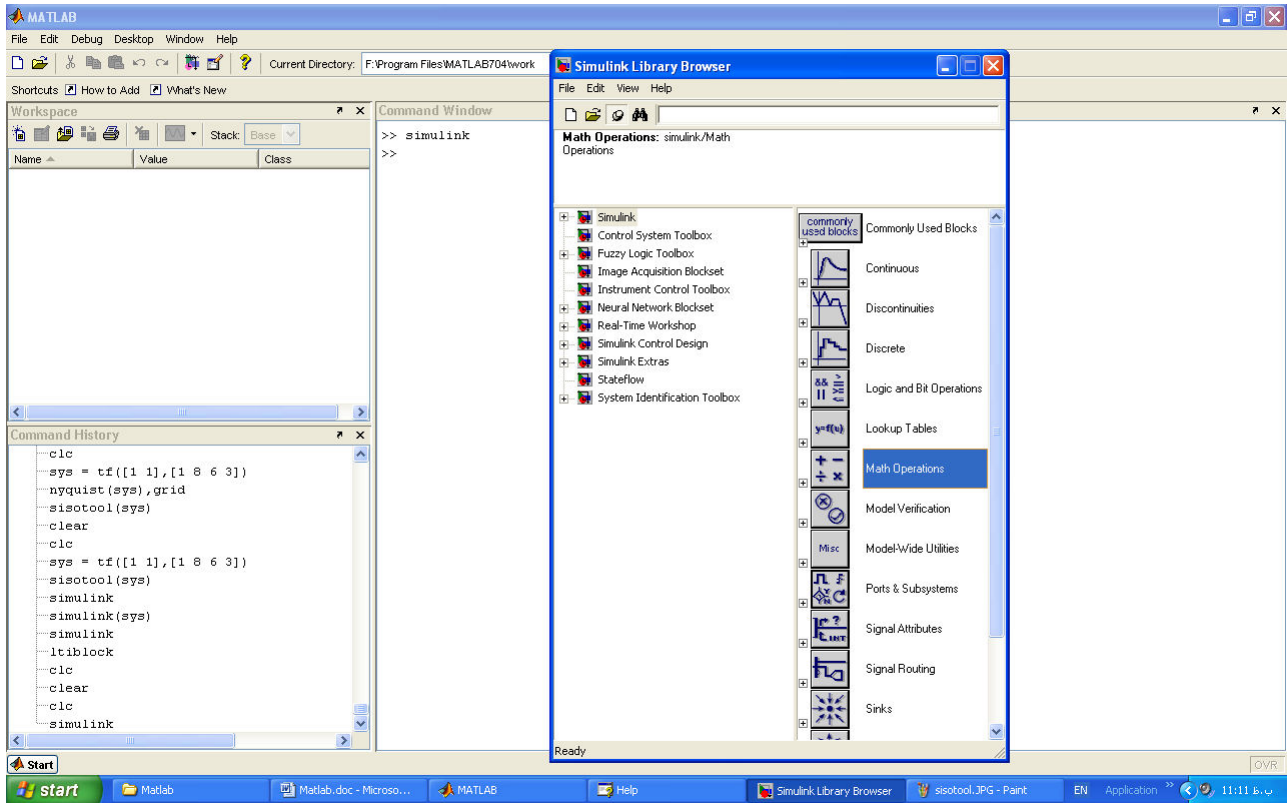 MATLAB
File Edit Debug Desktop Window Help
Current Directory: F:\Program Files\MATLAB704\work
Shortcuts How to Add What's New
Workspace
Stack: Base
Name Value Class
Command History
clc
sys = tf([1 1],[1 8 6 3])
nyquist(sys),grid
sisotool(sys)
clear
clc
sys = tf([1 1],[1 8 6 3])
sisotool(sys)
simulink
simulink(sys)
simulink
ltiblock
clc
clear
clc
simulink
Command Window
>> simulink
>>
Simulink Library Browser
File Edit View Help
Math Operations: simulink/Math
Operations
Simulink
Control System Toolbox
Fuzzy Logic Toolbox
Image Acquisition Blockset
Instrument Control Toolbox
Neural Network Blockset
Real-Time Workshop
Simulink Control Design
Simulink Extras
Stateflow
System Identification Toolbox
commonly
used blocks
Commonly Used Blocks
Continuous
Discontinuities
Discrete
Logic and Bit Operations
y=f(u)
Lookup Tables
Math Operations
Model Verification
Misc
Model-Wide Utilities
Ports & Subsystems
Signal Attributes
Signal Routing
Sinks
Ready
Start
OVR
start
Matlab
Matlab.doc - Microso...
MATLAB
Help
Simulink Library Browser
sisotool.JPG - Paint
EN
Application
11:11 ب.ظ